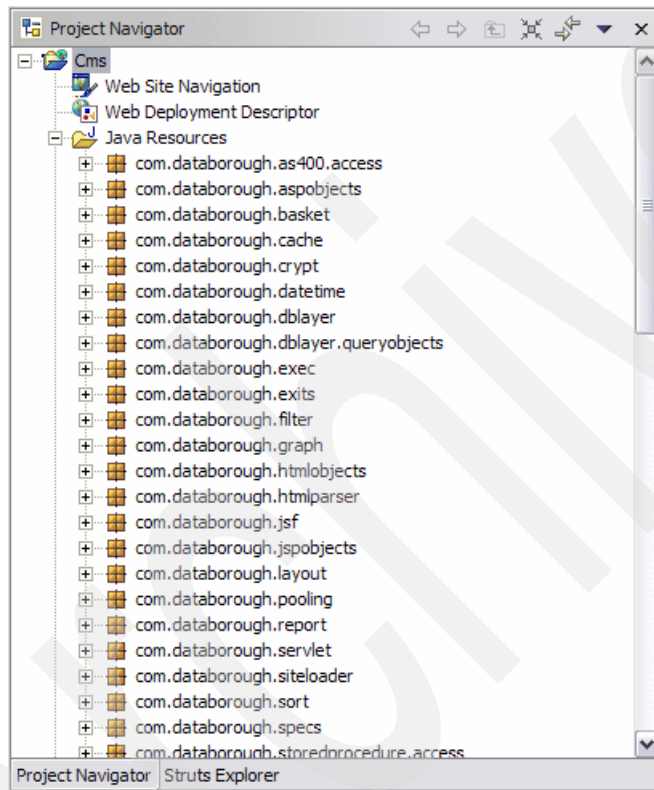 Project Navigator
Cms
Web Site Navigation
Web Deployment Descriptor
Java Resources
com.databorough.as400.access
com.databorough.aspobjects
com.databorough.basket
com.databorough.cache
com.databorough.crypt
com.databorough.datetime
com.databorough.dblayer
com.databorough.dblayer.queryobjects
com.databorough.exec
com.databorough.exits
com.databorough.filter
com.databorough.graph
com.databorough.htmlobjects
com.databorough.htmlparser
com.databorough.jsf
com.databorough.jspobjects
com.databorough.layout
com.databorough.pooling
com.databorough.report
com.databorough.servlet
com.databorough.siteloader
com.databorough.sort
com.databorough.specs
com.databorough.storedprocedure.access
Project Navigator Struts Explorer